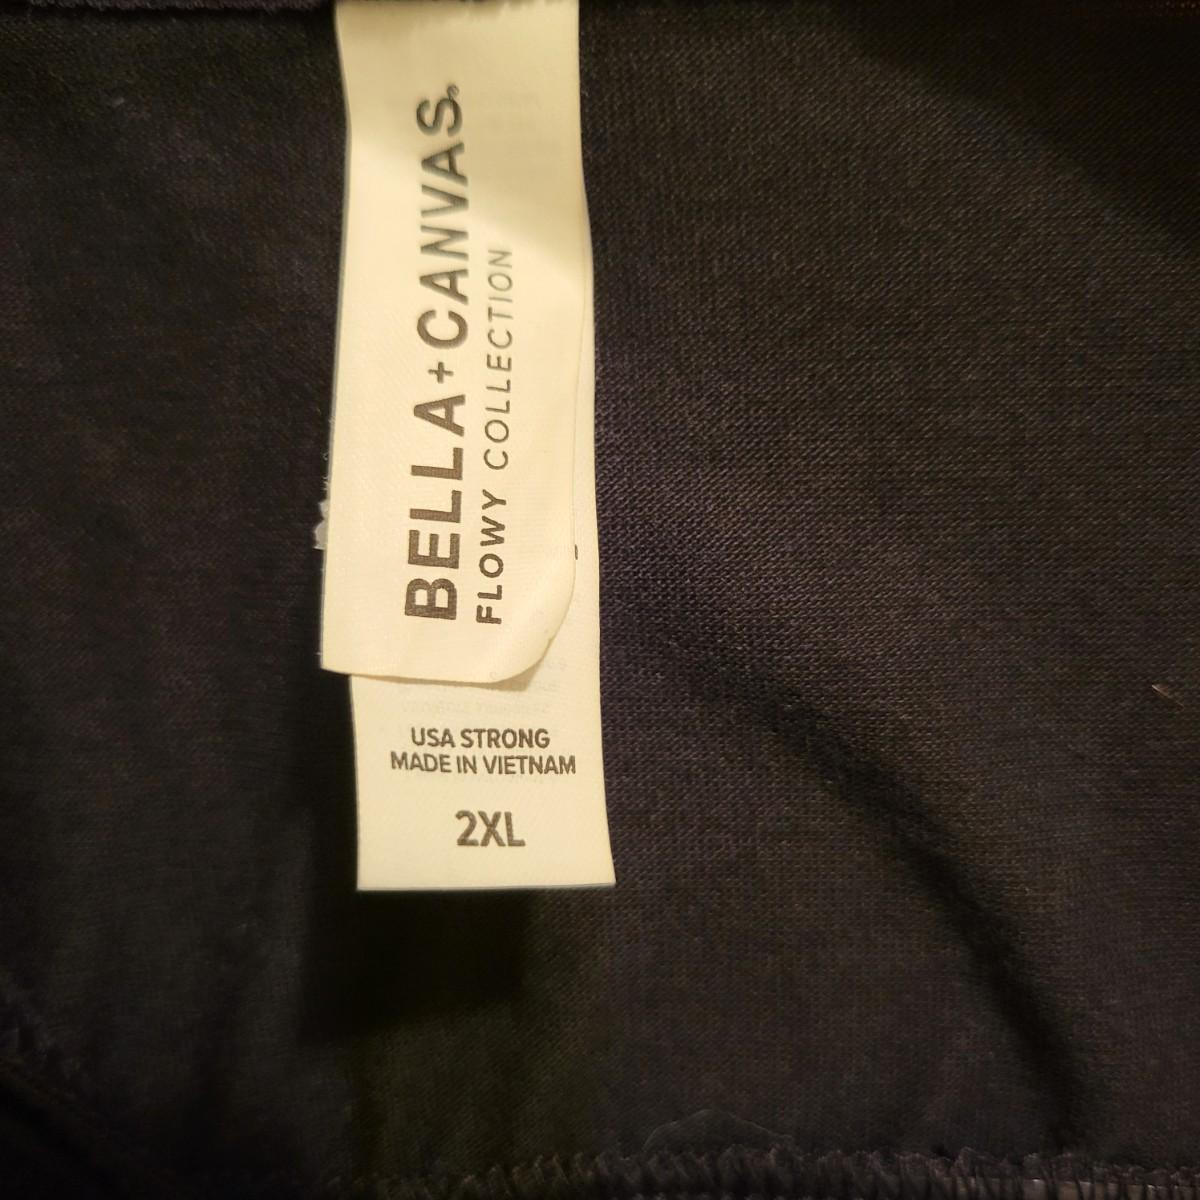 BELLA+CANVAS®
FLOWY COLLECTION
USA STRONG
MADE IN VIETNAM
2XL